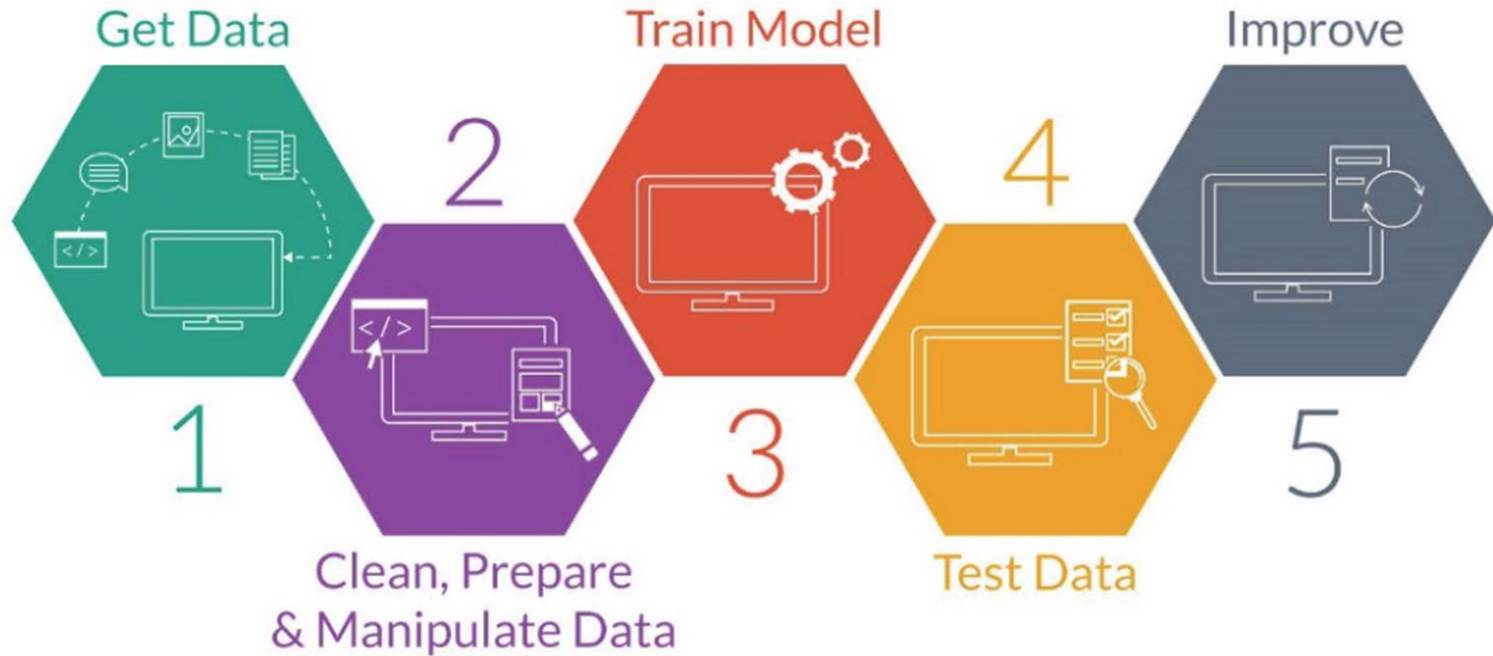 Get Data
1
</>
2
</>
Clean, Prepare
& Manipulate Data
Train Model
3
4
Test Data
Improve
5